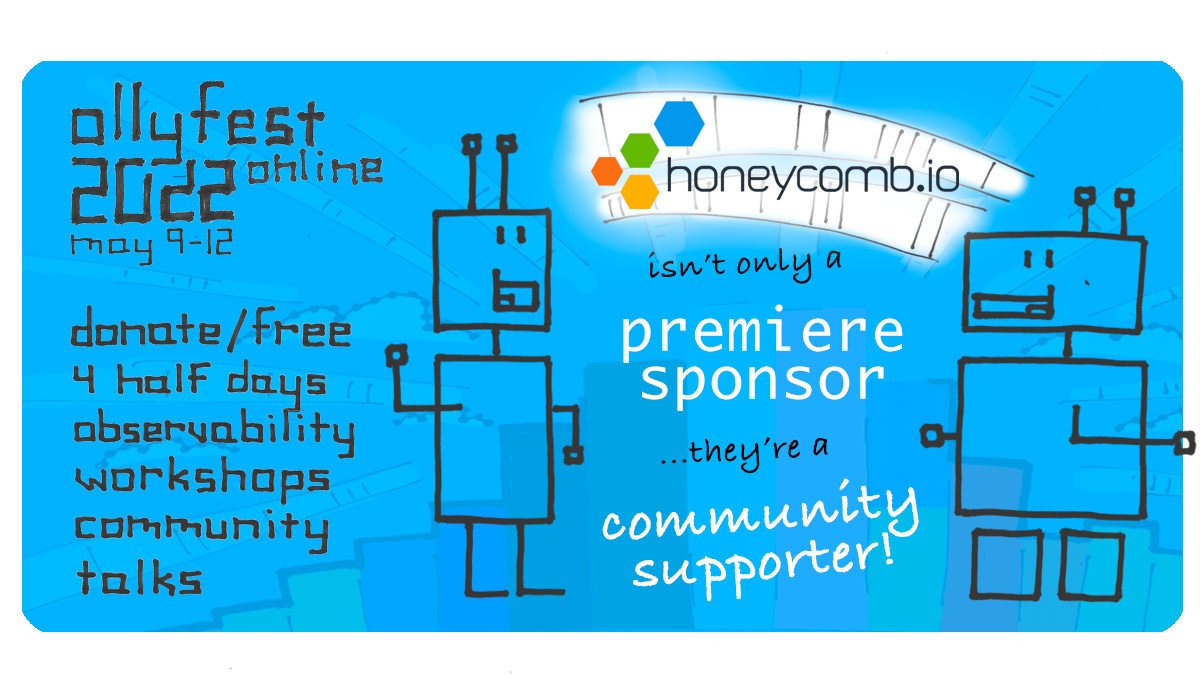 ollyfest
2022 online
may 9-12
donate/free
4 half days
observability
workshops
community
talks
honeycomb.io
isn't only a
premiere
sponsor
...they're a
community
supporter!